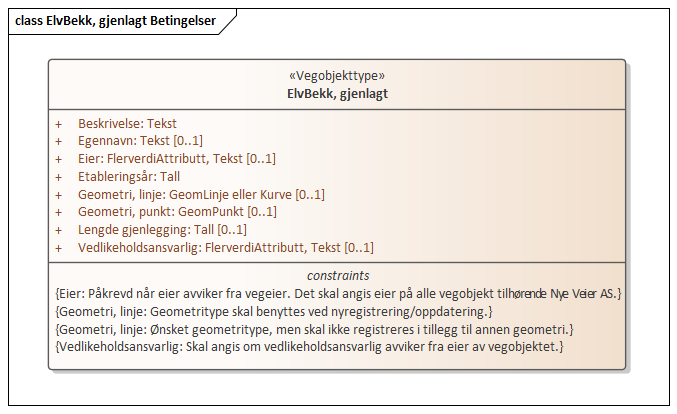 class ElvBekk, gjenlagt Betingelser
«Vegobjekttype»
ElvBekk, gjenlagt
+ Beskrivelse: Tekst
+ Egennavn: Tekst [0..1]
+ Eier: FlerverdiAttributt, Tekst [0..1]
+ Etableringsår: Tall
+ Geometri, linje: GeomLinje eller Kurve [0..1]
+ Geometri, punkt: GeomPunkt [0..1]
+ Lengde gjenlegging: Tall [0..1]
+ Vedlikeholdsansvarlig: FlerverdiAttributt, Tekst [0..1]
constraints
{Eier: Påkrevd når eier avviker fra vegeier. Det skal angis eier på alle vegobjekt tilhørende Nye Veier AS.}
{Geometri, linje: Geometritype skal benyttes ved nyregistrering/oppdatering.}
{Geometri, linje: Ønsket geometritype, men skal ikke registreres i tillegg til annen geometri.}
{Vedlikeholdsansvarlig: Skal angis om vedlikeholdsansvarlig avviker fra eier av vegobjektet.}